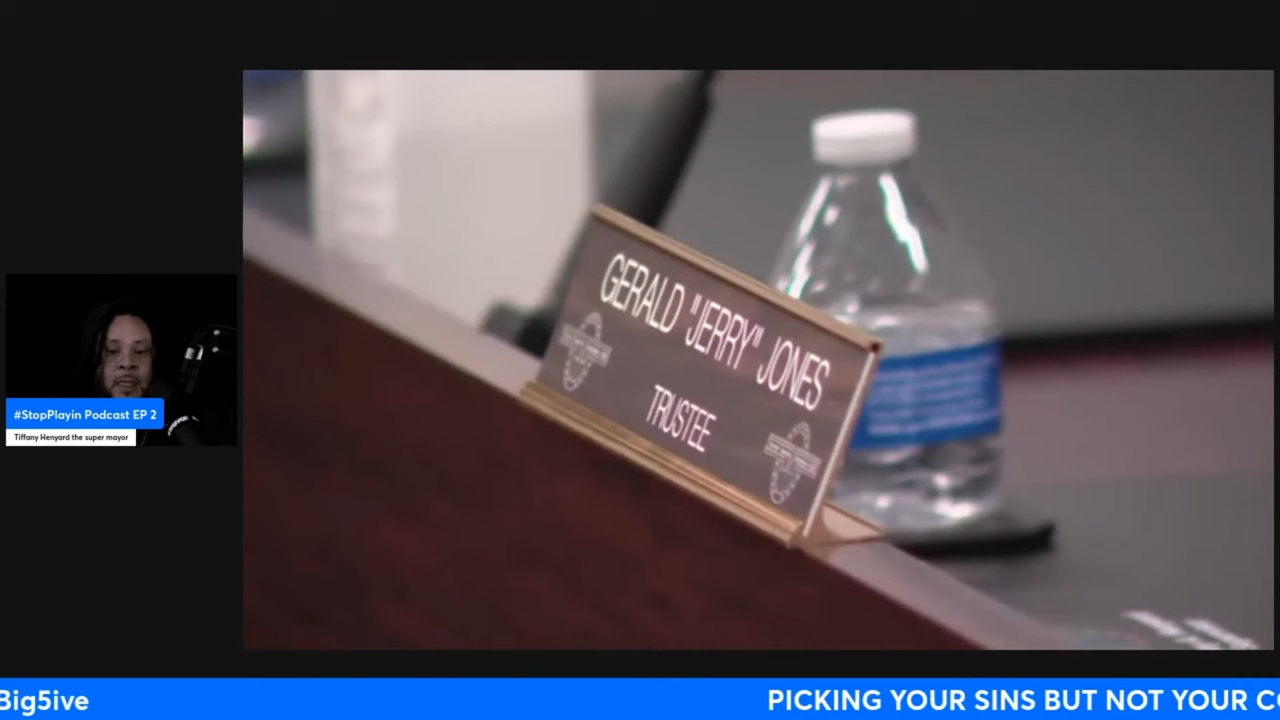 GERALD "JERRY" JONES
TRUSTEE
#StopPlayin Podcast EP 2
Tiffany Henyard the super mayor
Big5ive
PICKING YOUR SINS BUT NOT YOUR